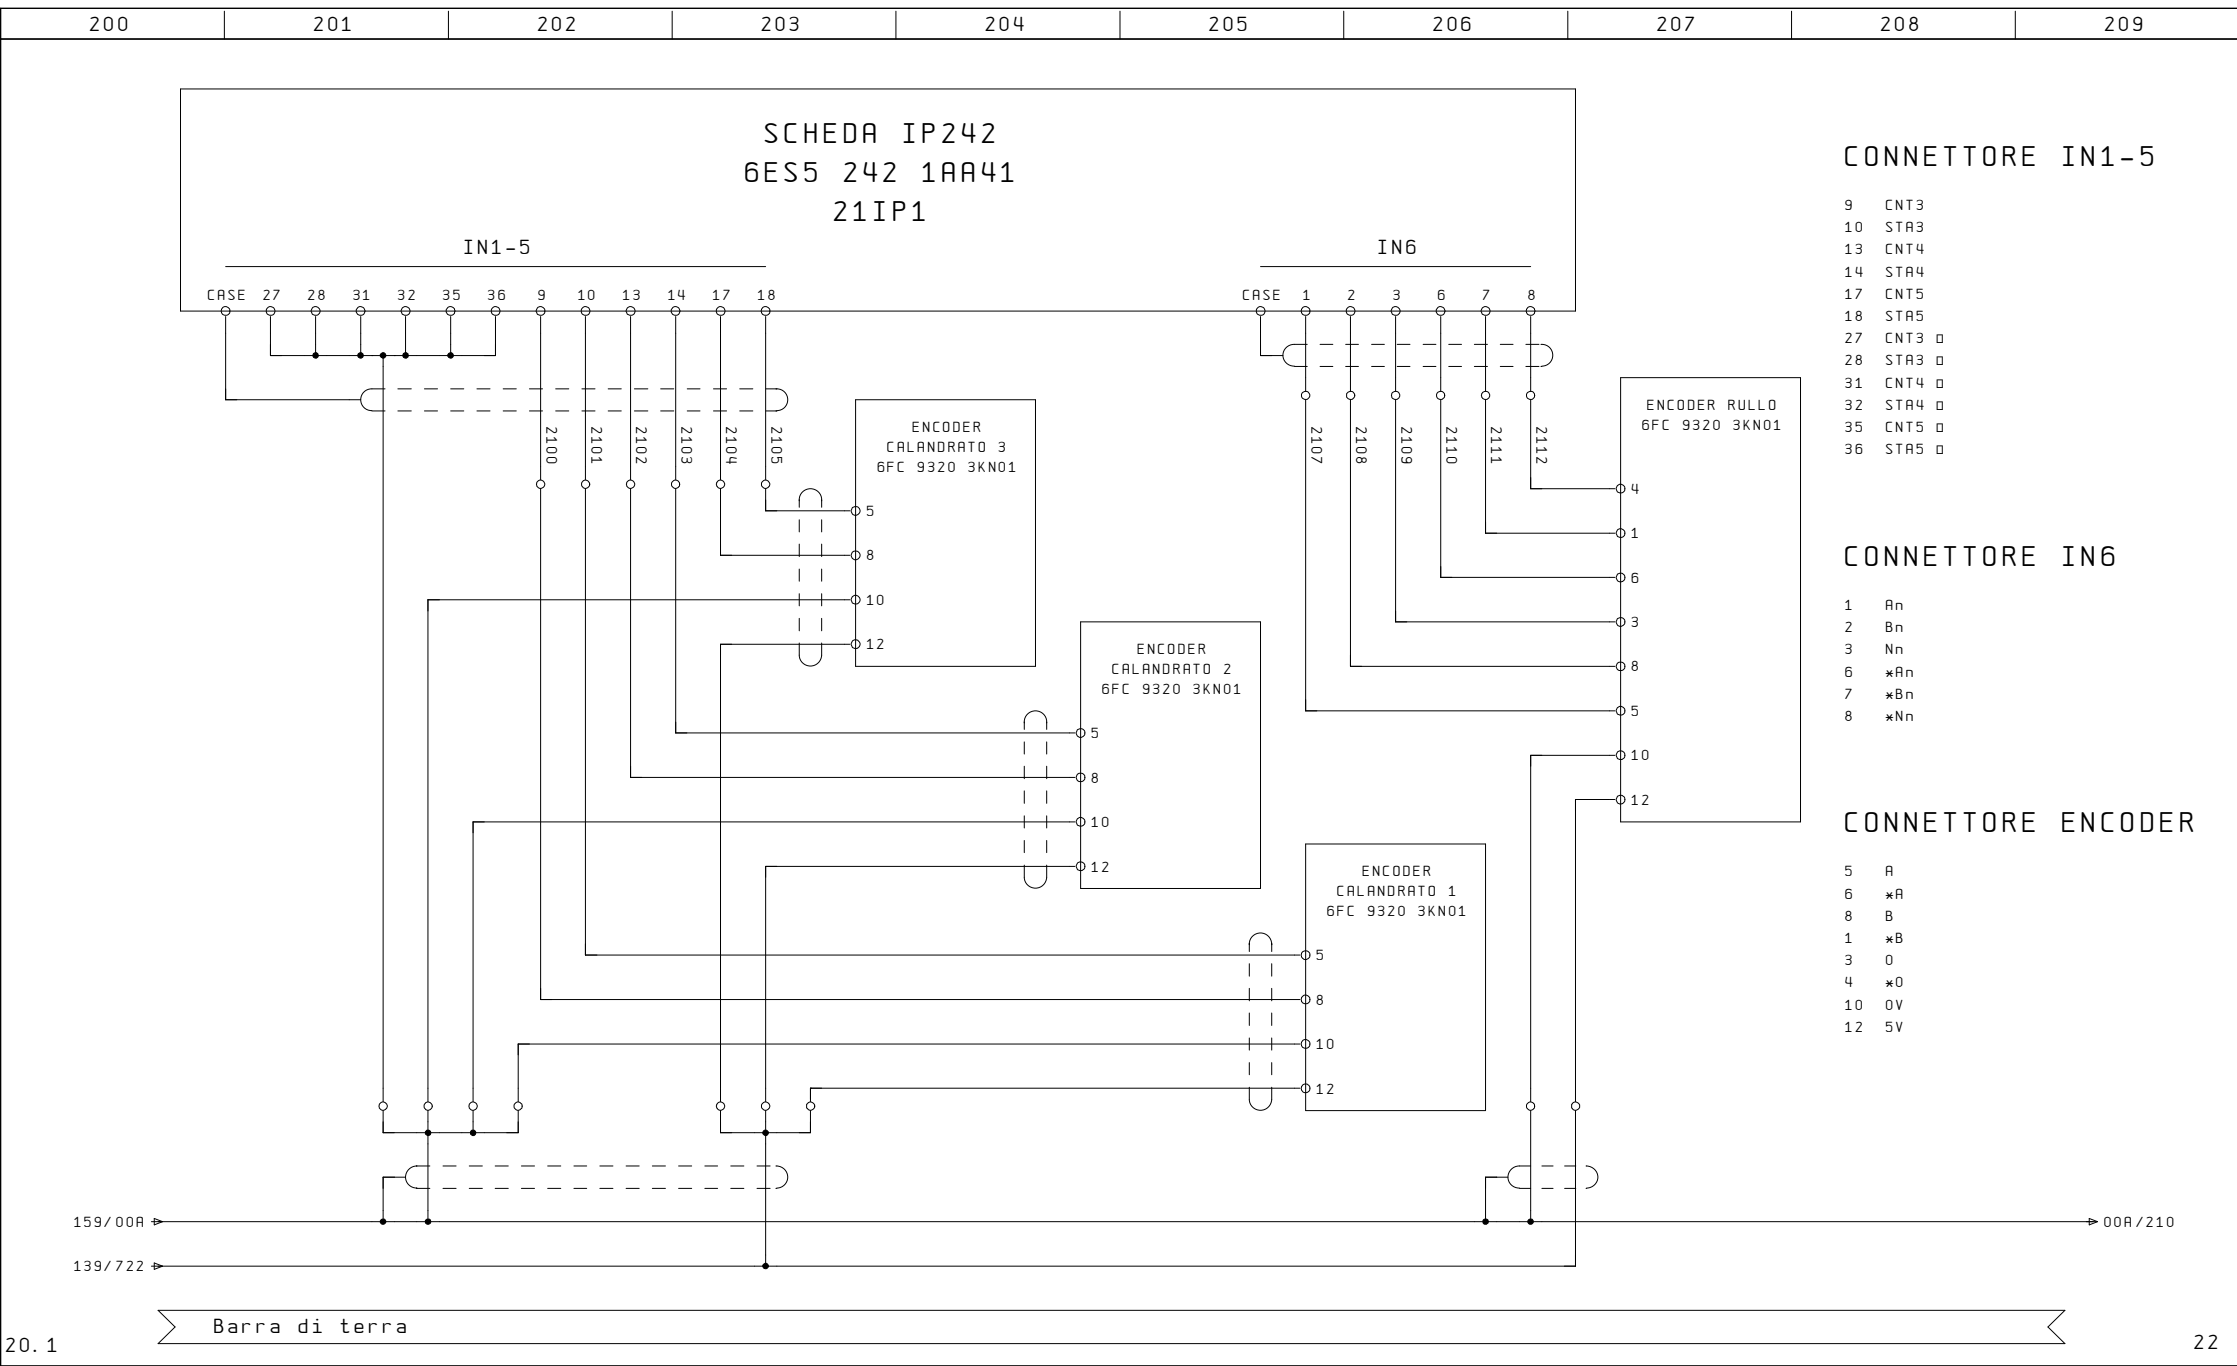 200 201 202 203 204 205 206 207 208 209
SCHEDA IP242
6ES5 242 1AA41
21IP1
IN1-5
IN6
CASE 27 28 31 32 35 36 9 10 13 14 17 18
CASE 1 2 3 6 7 8
2100 2101 2102 2103 2104 2105
2107 2108 2109 2110 2111 2112
ENCODER
CALANDRATO 3
6FC 9320 3KN01
5
8
10
12
ENCODER
CALANDRATO 2
6FC 9320 3KN01
5
8
10
12
ENCODER
CALANDRATO 1
6FC 9320 3KN01
5
8
10
12
ENCODER RULLO
6FC 9320 3KN01
4
1
6
3
8
5
10
12
CONNETTORE IN1-5
9 CNT3
10 STA3
13 CNT4
14 STA4
17 CNT5
18 STA5
27 CNT3 □
28 STA3 □
31 CNT4 □
32 STA4 □
35 CNT5 □
36 STA5 □
CONNETTORE IN6
1 An
2 Bn
3 Nn
6 *An
7 *Bn
8 *Nn
CONNETTORE ENCODER
5 A
6 *A
8 B
1 *B
3 0
4 *0
10 0V
12 5V
159/00A
00A/210
139/722
Barra di terra
20.1
22